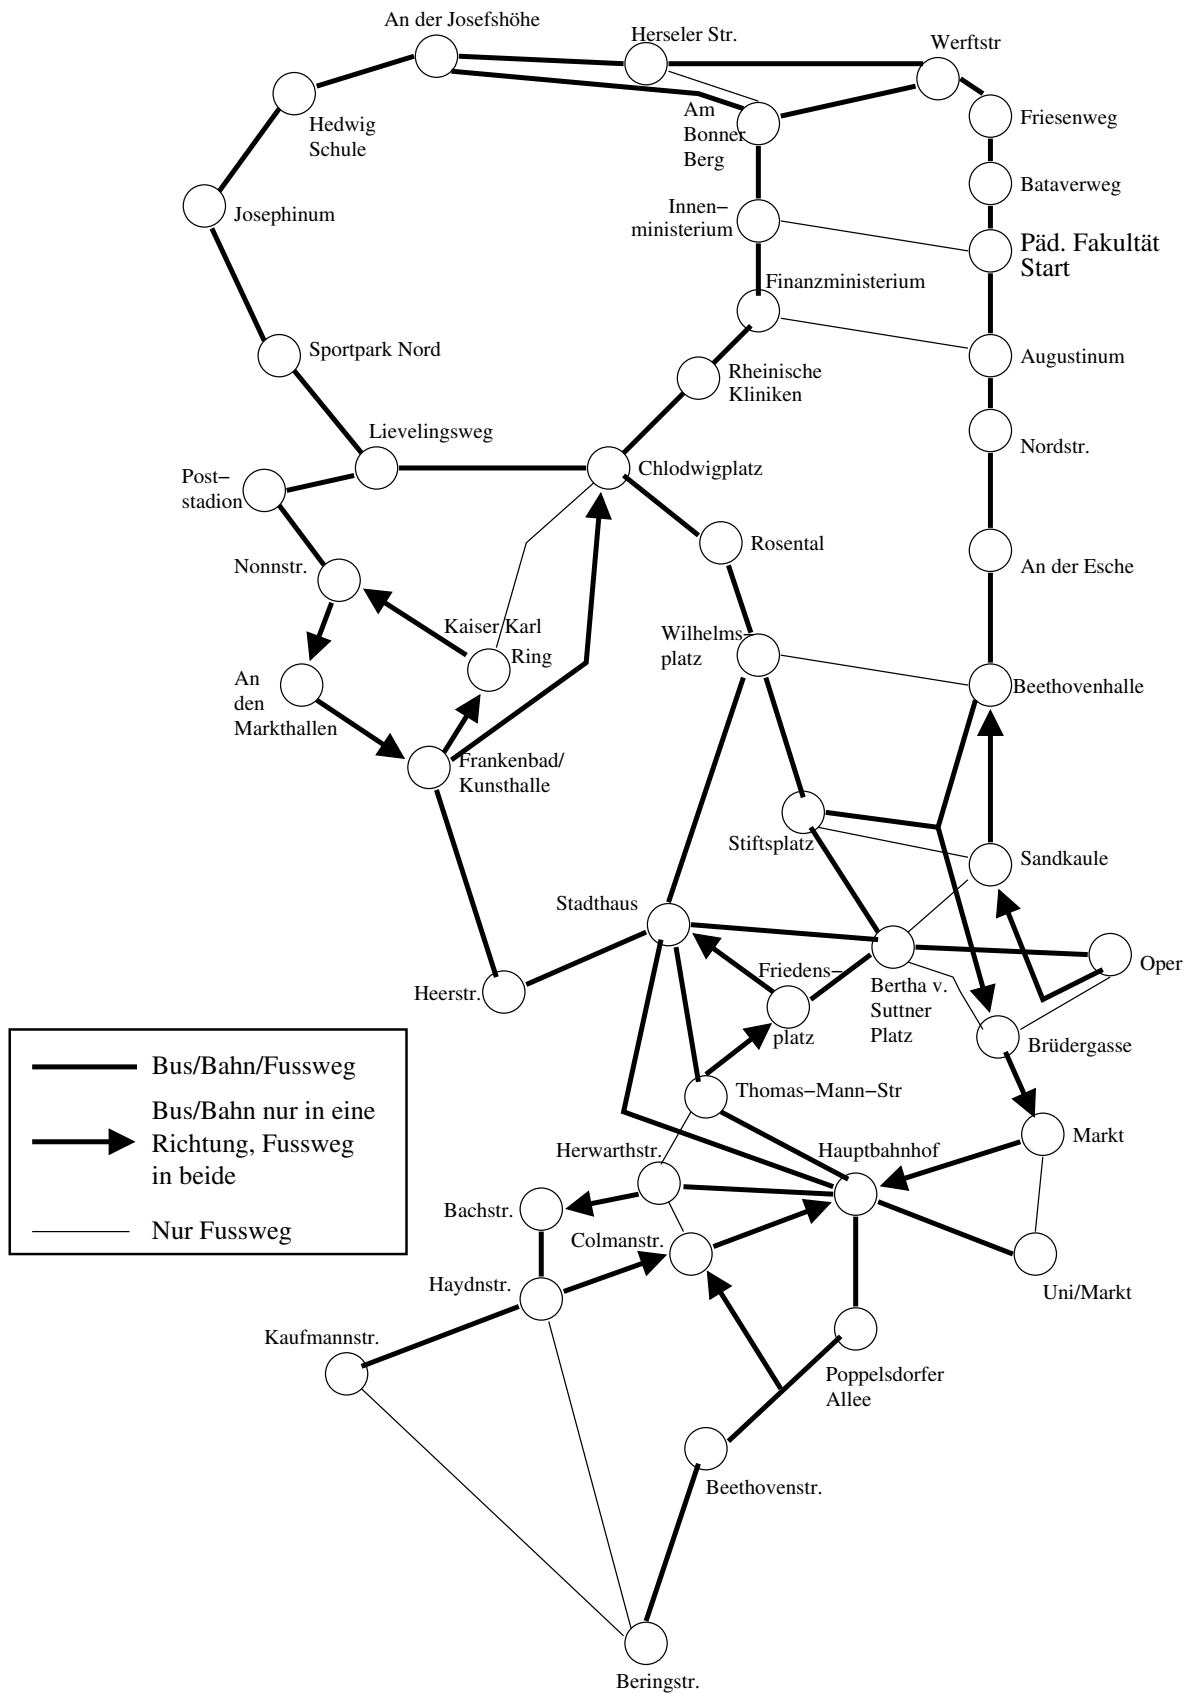 An der Josefshöhe
Herseler Str.
Werftstr
Am
Bonner
Berg
Friesenweg
Hedwig
Schule
Bataverweg
Josephinum
Innen−
ministerium
Päd. Fakultät
Start
Finanzministerium
Sportpark Nord
Augustinum
Rheinische
Kliniken
Lievelingsweg
Nordstr.
Post−
stadion
Chlodwigplatz
Rosental
Nonnstr.
An der Esche
Kaiser Karl
Ring
Wilhelms−
platz
An
den
Markthallen
Beethovenhalle
Frankenbad/
Kunsthalle
Stiftsplatz
Sandkaule
Stadthaus
Oper
Heerstr.
Friedens−
platz
Bertha v.
Suttner
Platz
Brüdergasse
Bus/Bahn/Fussweg
Bus/Bahn nur in eine
Richtung, Fussweg
in beide
Nur Fussweg
Thomas−Mann−Str
Markt
Herwarthstr.
Hauptbahnhof
Bachstr.
Colmanstr.
Haydnstr.
Uni/Markt
Kaufmannstr.
Poppelsdorfer
Allee
Beethovenstr.
Beringstr.